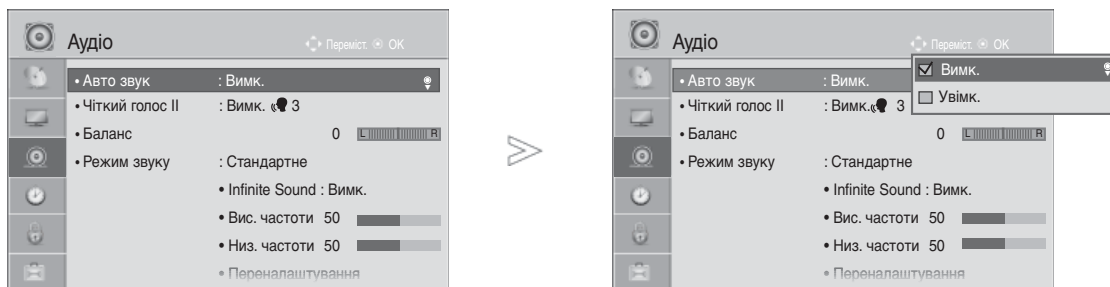 Аудіо
Переміст. OK
• Авто звук : Вимк.
• Чіткий голос II : Вимк. 3
• Баланс 0 L R
• Режим звуку : Стандартне
• Infinite Sound : Вимк.
• Вис. частоти 50
• Низ. частоти 50
• Переналаштування
Аудіо
Переміст. OK
• Авто звук : Вимк.
• Чіткий голос II : Вимк. 3
• Баланс 0 L R
• Режим звуку : Стандартне
• Infinite Sound : Вимк.
• Вис. частоти 50
• Низ. частоти 50
• Переналаштування
Вимк.
Увімк.